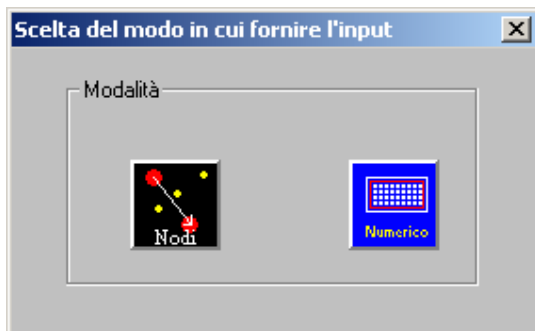 Scelta del modo in cui fornire l'input
Modalità
Nodi
Numerico